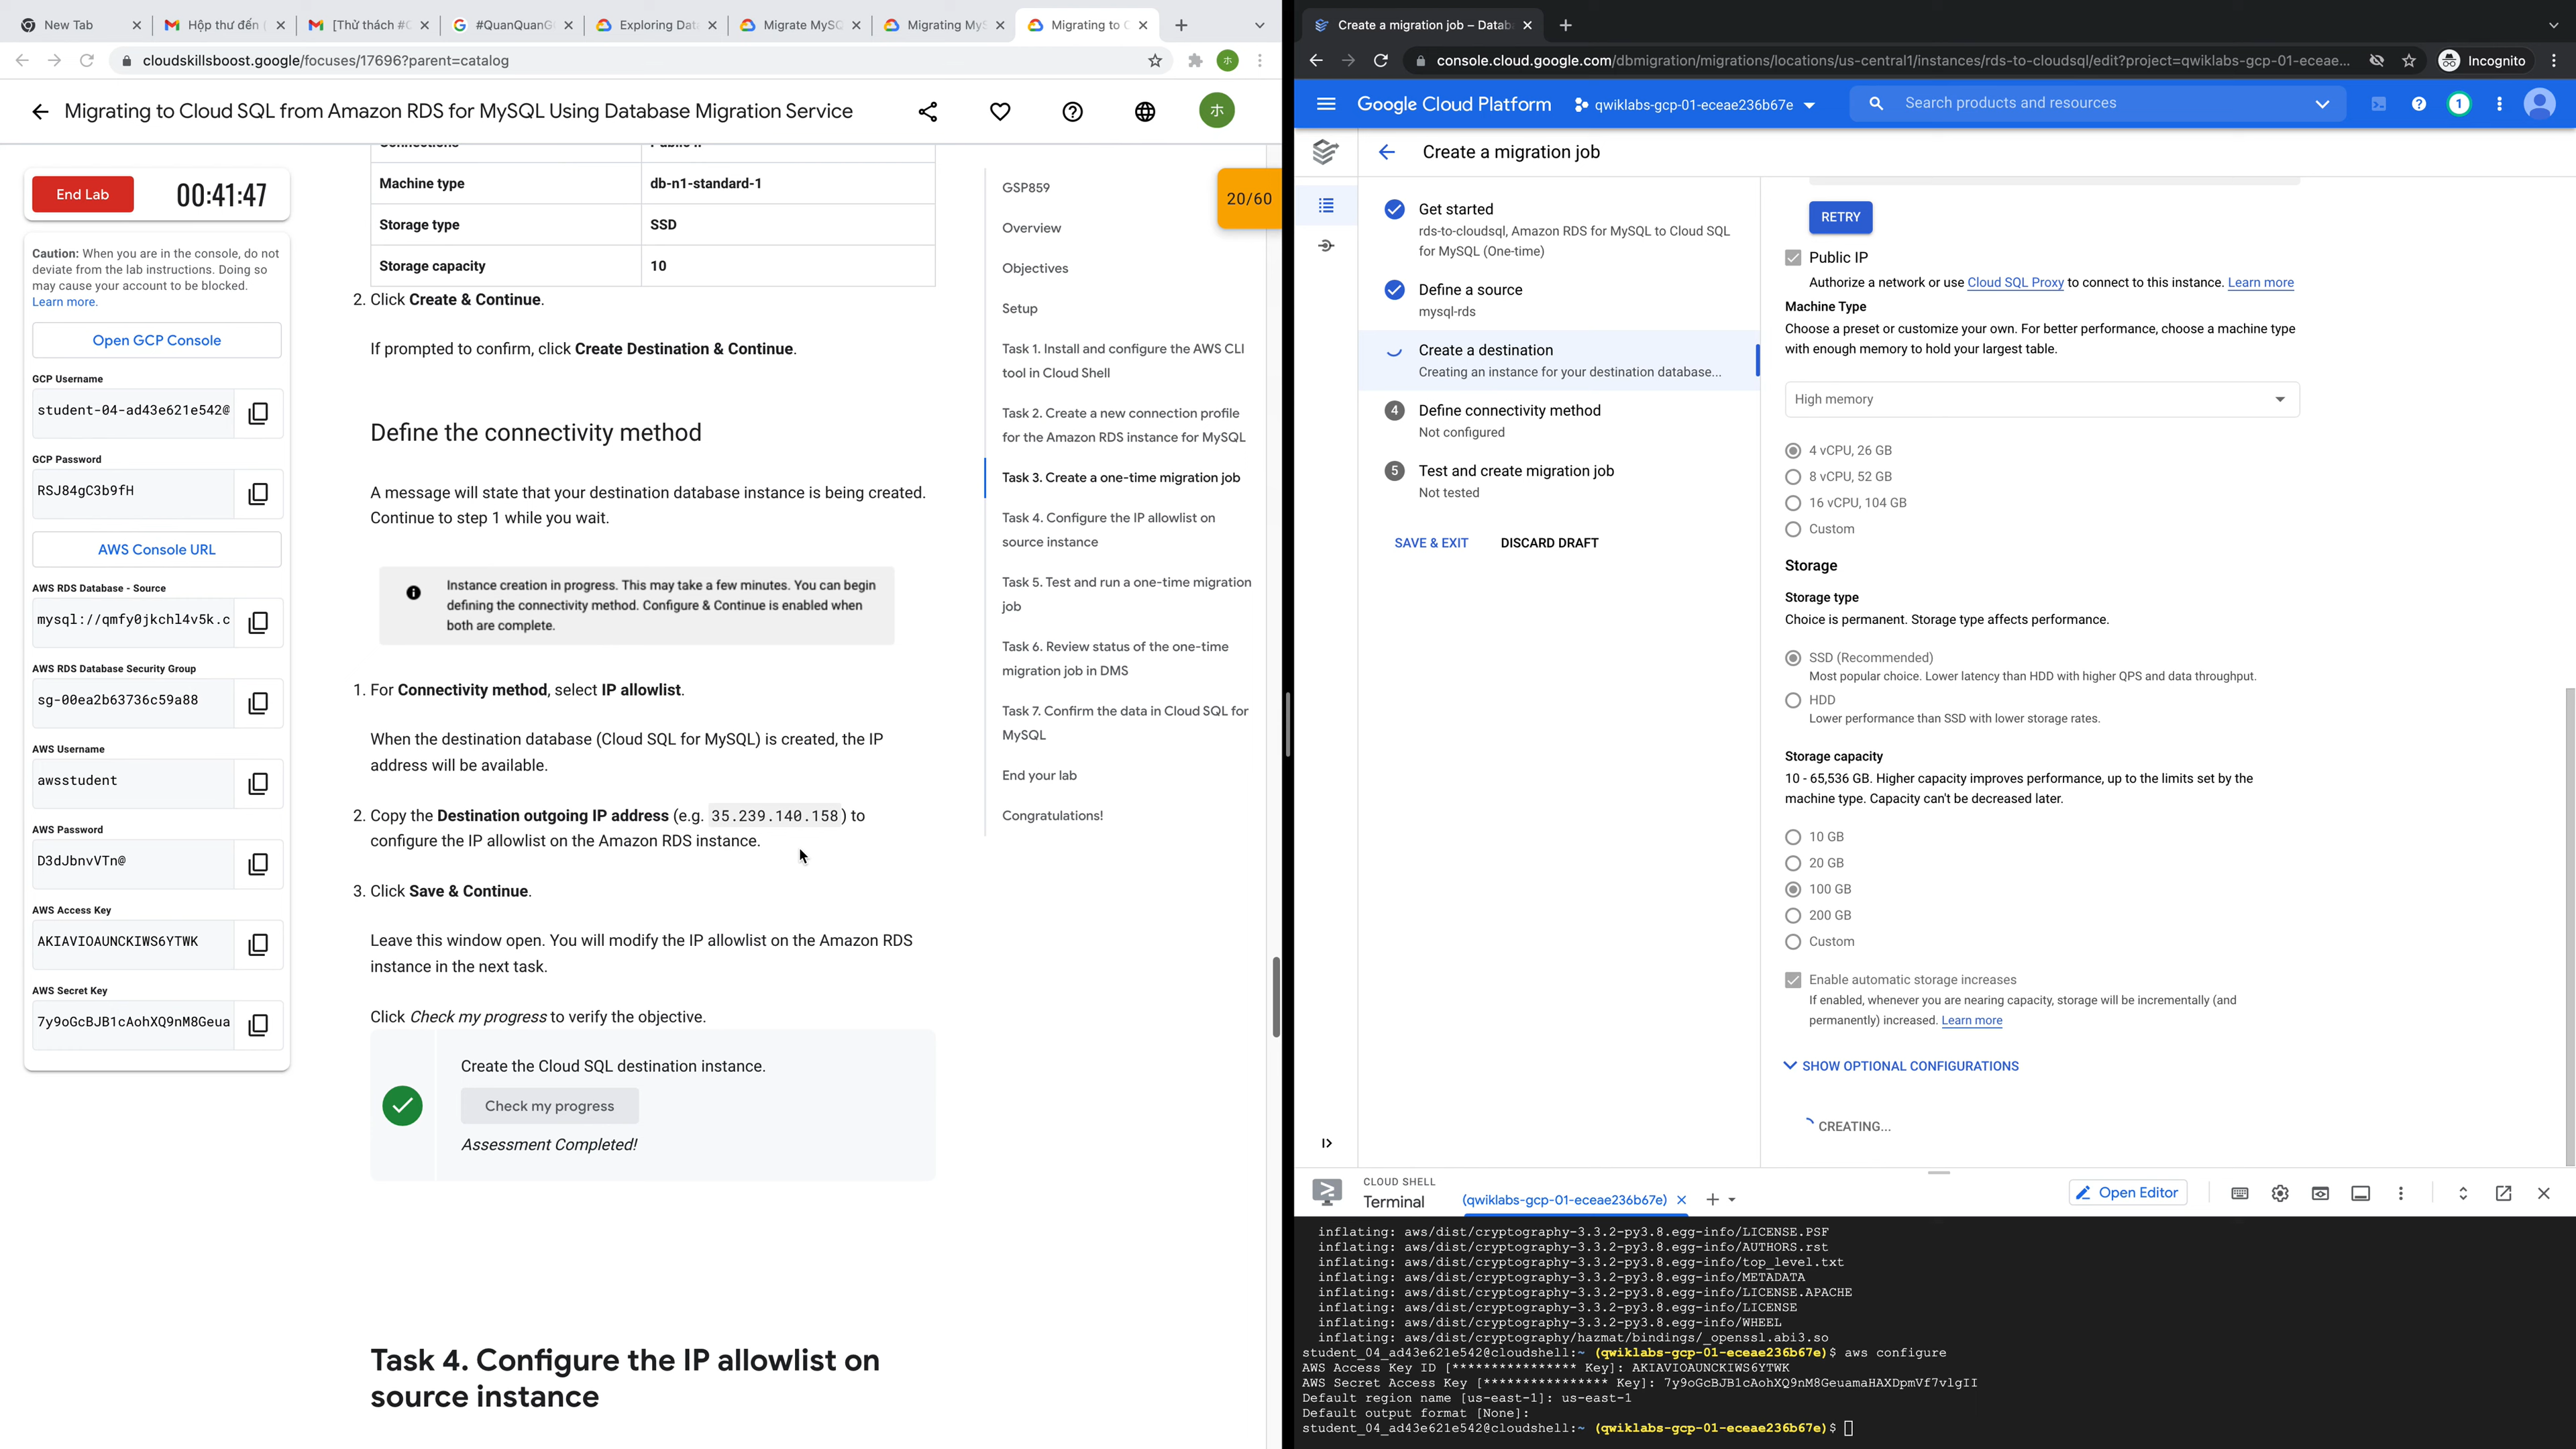 New Tab
Hộp thư đến (
[Thử thách #C
#QuanQuanG
Exploring Dat
Migrate MySQ
Migrating MyS
Migrating to C
cloudskillsboost.google/focuses/17696?parent=catalog
Migrating to Cloud SQL from Amazon RDS for MySQL Using Database Migration Service
ホ
End Lab
00:41:47
Caution: When you are in the console, do not
deviate from the lab instructions. Doing so
may cause your account to be blocked.
Learn more.
Open GCP Console
GCP Username
student-04-ad43e621e542@
GCP Password
RSJ84gC3b9fH
AWS Console URL
AWS RDS Database - Source
mysql://qmfy0jkchl4v5k.c
AWS RDS Database Security Group
sg-00ea2b63736c59a88
AWS Username
awsstudent
AWS Password
D3dJbnvVTn@
AWS Access Key
AKIAVIOAUNCKIWS6YTWK
AWS Secret Key
7y9oGcBJB1cAohXQ9nM8Geua
Machine type db-n1-standard-1
Storage type SSD
Storage capacity 10
2. Click Create & Continue.
If prompted to confirm, click Create Destination & Continue.
Define the connectivity method
A message will state that your destination database instance is being created.
Continue to step 1 while you wait.
Instance creation in progress. This may take a few minutes. You can begin
defining the connectivity method. Configure & Continue is enabled when
both are complete.
1. For Connectivity method, select IP allowlist.
When the destination database (Cloud SQL for MySQL) is created, the IP
address will be available.
2. Copy the Destination outgoing IP address (e.g. 35.239.140.158) to
configure the IP allowlist on the Amazon RDS instance.
3. Click Save & Continue.
Leave this window open. You will modify the IP allowlist on the Amazon RDS
instance in the next task.
Click Check my progress to verify the objective.
Create the Cloud SQL destination instance.
Check my progress
Assessment Completed!
Task 4. Configure the IP allowlist on
source instance
20/60
GSP859
Overview
Objectives
Setup
Task 1. Install and configure the AWS CLI
tool in Cloud Shell
Task 2. Create a new connection profile
for the Amazon RDS instance for MySQL
Task 3. Create a one-time migration job
Task 4. Configure the IP allowlist on
source instance
Task 5. Test and run a one-time migration
job
Task 6. Review status of the one-time
migration job in DMS
Task 7. Confirm the data in Cloud SQL for
MySQL
End your lab
Congratulations!
Create a migration job – Datab
console.cloud.google.com/dbmigration/migrations/locations/us-central1/instances/rds-to-cloudsql/edit?project=qwiklabs-gcp-01-eceae...
Incognito
Google Cloud Platform
qwiklabs-gcp-01-eceae236b67e
Search products and resources
1
Create a migration job
Get started
rds-to-cloudsql, Amazon RDS for MySQL to Cloud SQL
for MySQL (One-time)
Define a source
mysql-rds
Create a destination
Creating an instance for your destination database...
4 Define connectivity method
Not configured
5 Test and create migration job
Not tested
SAVE & EXIT
DISCARD DRAFT
RETRY
Public IP
Authorize a network or use Cloud SQL Proxy to connect to this instance. Learn more
Machine Type
Choose a preset or customize your own. For better performance, choose a machine type
with enough memory to hold your largest table.
High memory
4 vCPU, 26 GB
8 vCPU, 52 GB
16 vCPU, 104 GB
Custom
Storage
Storage type
Choice is permanent. Storage type affects performance.
SSD (Recommended)
Most popular choice. Lower latency than HDD with higher QPS and data throughput.
HDD
Lower performance than SSD with lower storage rates.
Storage capacity
10 - 65,536 GB. Higher capacity improves performance, up to the limits set by the
machine type. Capacity can't be decreased later.
10 GB
20 GB
100 GB
200 GB
Custom
Enable automatic storage increases
If enabled, whenever you are nearing capacity, storage will be incrementally (and
permanently) increased. Learn more
SHOW OPTIONAL CONFIGURATIONS
CREATING...
CLOUD SHELL
Terminal
(qwiklabs-gcp-01-eceae236b67e)
Open Editor
inflating: aws/dist/cryptography-3.3.2-py3.8.egg-info/LICENSE.PSF
inflating: aws/dist/cryptography-3.3.2-py3.8.egg-info/AUTHORS.rst
inflating: aws/dist/cryptography-3.3.2-py3.8.egg-info/top_level.txt
inflating: aws/dist/cryptography-3.3.2-py3.8.egg-info/METADATA
inflating: aws/dist/cryptography-3.3.2-py3.8.egg-info/LICENSE.APACHE
inflating: aws/dist/cryptography-3.3.2-py3.8.egg-info/LICENSE
inflating: aws/dist/cryptography-3.3.2-py3.8.egg-info/WHEEL
inflating: aws/dist/cryptography/hazmat/bindings/_openssl.abi3.so
student_04_ad43e621e542@cloudshell:~ (qwiklabs-gcp-01-eceae236b67e)$ aws configure
AWS Access Key ID [**************** Key]: AKIAVIOAUNCKIWS6YTWK
AWS Secret Access Key [**************** Key]: 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
Default region name [us-east-1]: us-east-1
Default output format [None]:
student_04_ad43e621e542@cloudshell:~ (qwiklabs-gcp-01-eceae236b67e)$